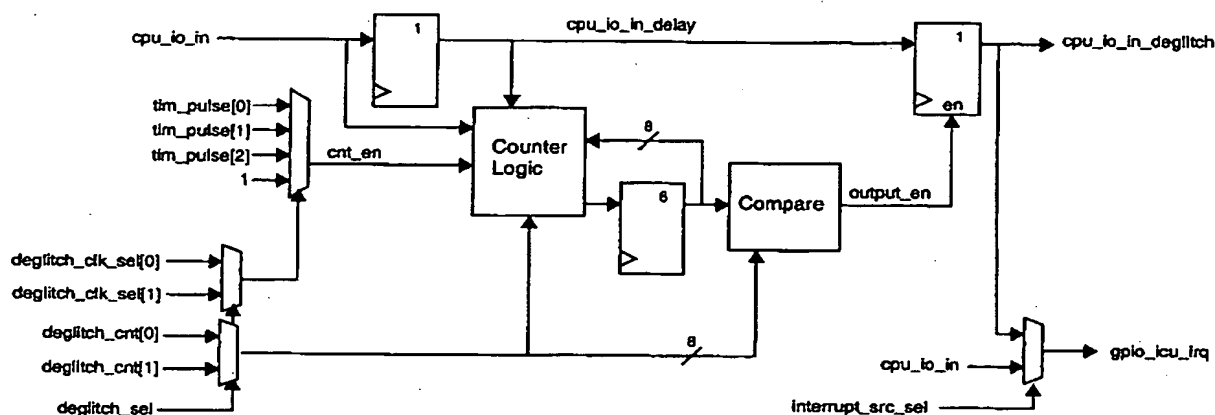 cpu_io_in
1
cpu_io_in_delay
1
cpu_io_in_deglitch
en
tim_pulse[0]
tim_pulse[1]
tim_pulse[2]
1
cnt_en
Counter
Logic
8
6
Compare
output_en
deglitch_clk_sel[0]
deglitch_clk_sel[1]
deglitch_cnt[0]
deglitch_cnt[1]
deglitch_sel
8
cpu_io_in
gpio_icu_irq
interrupt_src_sel